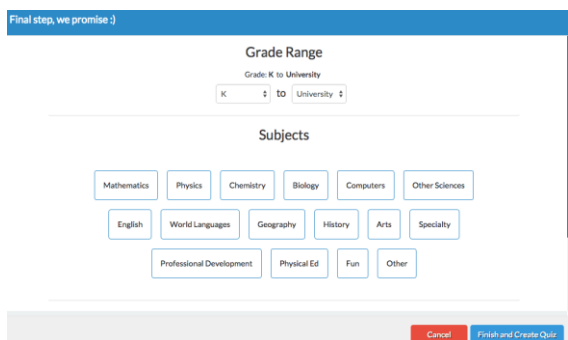 Final step, we promise :)
Grade Range
Grade: K to University
K to University
Subjects
Mathematics Physics Chemistry Biology Computers Other Sciences
English World Languages Geography History Arts Specialty
Professional Development Physical Ed Fun Other
Cancel Finish and Create Quiz